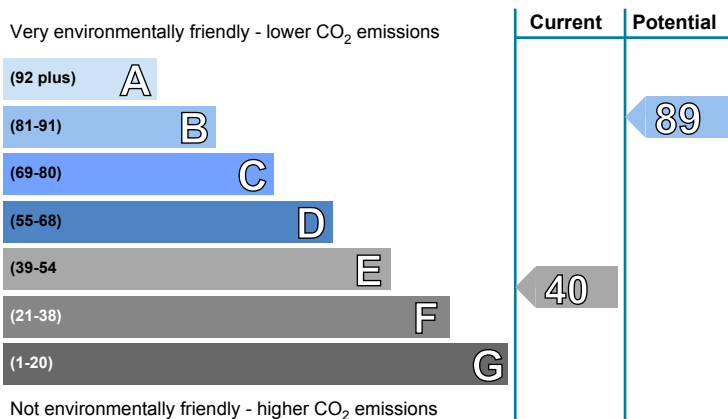 Current Potential
Very environmentally friendly - lower CO2 emissions
(92 plus) A
(81-91) B
89
(69-80) C
(55-68) D
(39-54 E
40
(21-38) F
(1-20) G
Not environmentally friendly - higher CO2 emissions